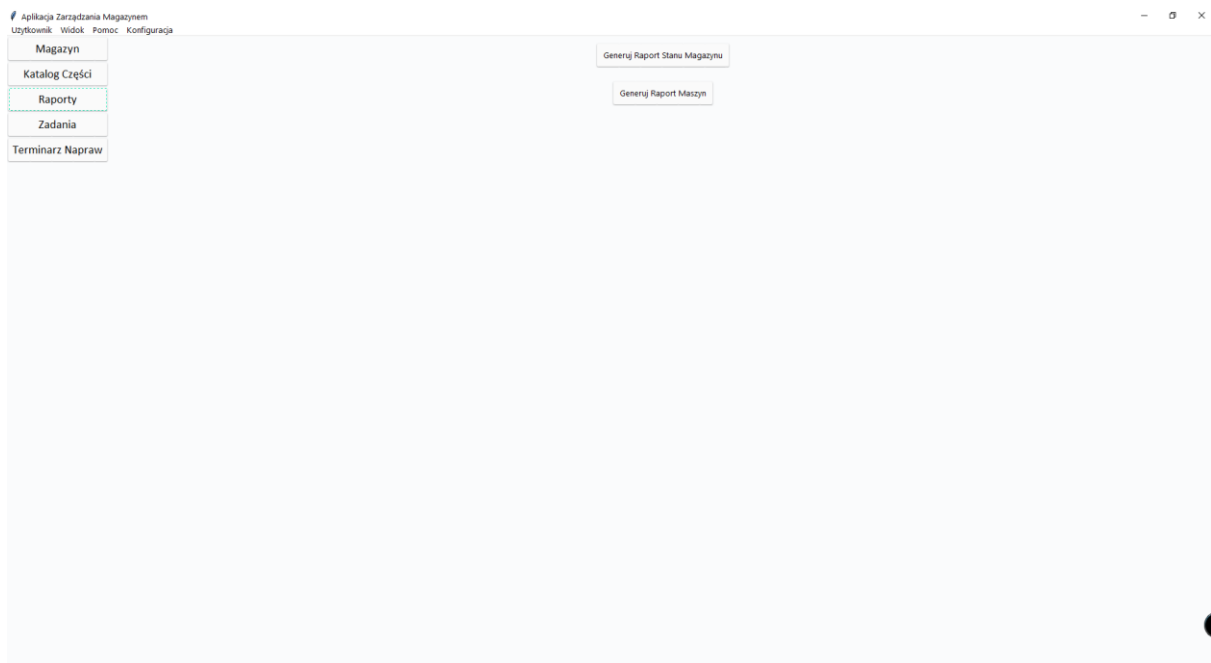 Aplikacja Zarządzania Magazynem
Użytkownik Widok Pomoc Konfiguracja
Magazyn
Katalog Części
Raporty
Zadania
Terminarz Napraw
Generuj Raport Stanu Magazynu
Generuj Raport Maszyn